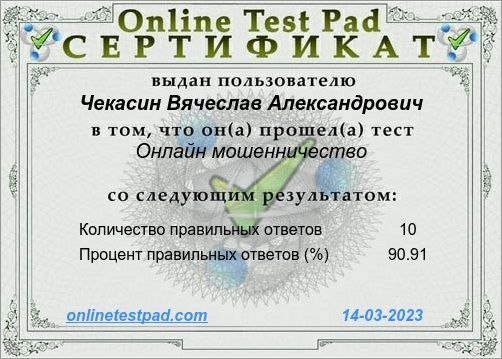 Online Test Pad
СЕРТИФИКАТ
выдан пользователю
Чекасин Вячеслав Александрович
в том, что он(а) прошел(а) тест
Онлайн мошенничество
со следующим результатом:
Количество правильных ответов 10
Процент правильных ответов (%) 90.91
onlinetestpad.com 14-03-2023